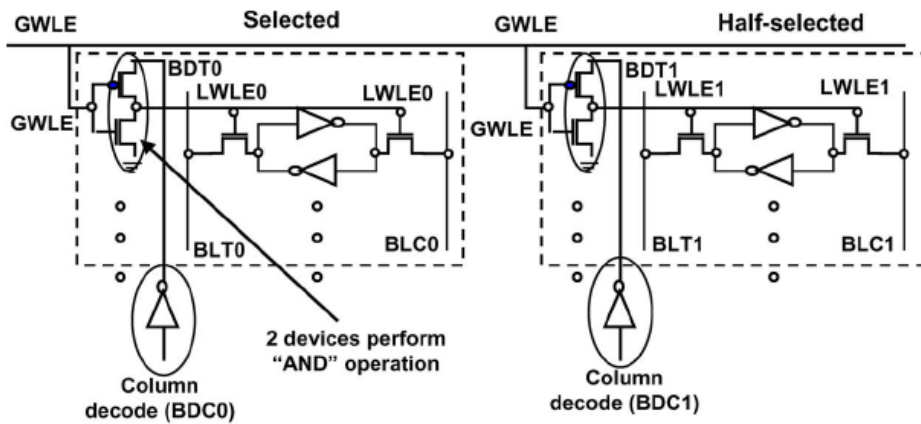 GWLE Selected GWLE Half-selected
BDT0 BDT1
LWLE0 LWLE0 LWLE1 LWLE1
GWLE GWLE
BLT0 BLC0 BLT1 BLC1
2 devices perform
“AND” operation
Column
decode (BDC0)
Column
decode (BDC1)